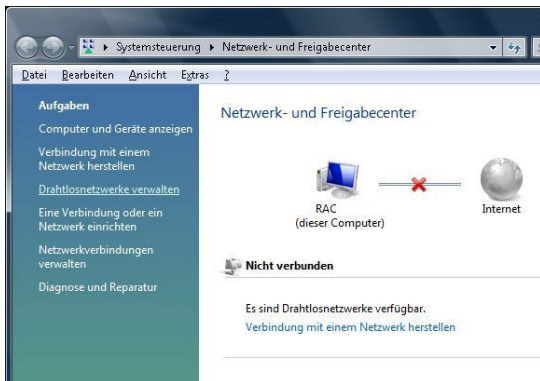 Systemsteuerung ▸ Netzwerk- und Freigabecenter
Datei Bearbeiten Ansicht Extras ?
Aufgaben
Computer und Geräte anzeigen
Verbindung mit einem
Netzwerk herstellen
Drahtlosnetzwerke verwalten
Eine Verbindung oder ein
Netzwerk einrichten
Netzwerkverbindungen
verwalten
Diagnose und Reparatur
Netzwerk- und Freigabecenter
RAC
(dieser Computer)
Internet
Nicht verbunden
Es sind Drahtlosnetzwerke verfügbar.
Verbindung mit einem Netzwerk herstellen